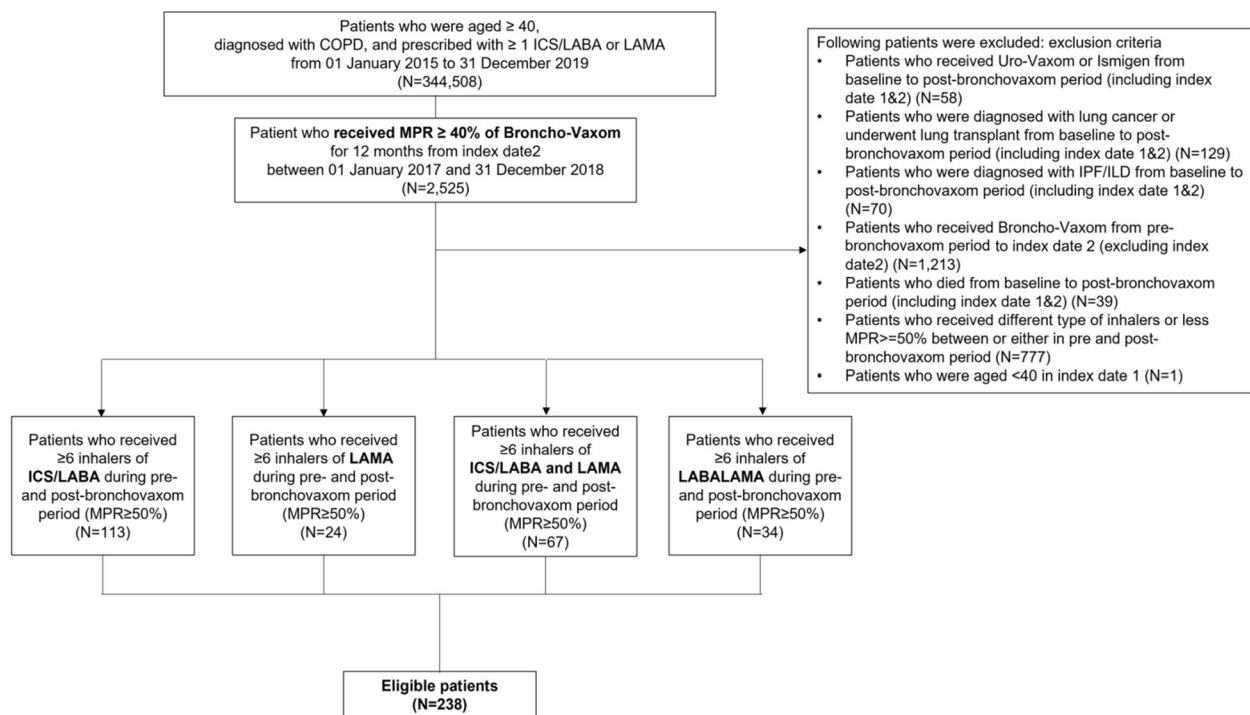 Patients who were aged ≥ 40,
diagnosed with COPD, and prescribed with ≥ 1 ICS/LABA or LAMA
from 01 January 2015 to 31 December 2019
(N=344,508)
Patient who received MPR ≥ 40% of Broncho-Vaxom
for 12 months from index date2
between 01 January 2017 and 31 December 2018
(N=2,525)
Following patients were excluded: exclusion criteria
• Patients who received Uro-Vaxom or Ismigen from
baseline to post-bronchovaxom period (including index
date 1&2) (N=58)
• Patients who were diagnosed with lung cancer or
underwent lung transplant from baseline to post-
bronchovaxom period (including index date 1&2) (N=129)
• Patients who were diagnosed with IPF/ILD from baseline to
post-bronchovaxom period (including index date 1&2)
(N=70)
• Patients who received Broncho-Vaxom from pre-
bronchovaxom period to index date 2 (excluding index
date2) (N=1,213)
• Patients who died from baseline to post-bronchovaxom
period (including index date 1&2) (N=39)
• Patients who received different type of inhalers or less
MPR>=50% between or either in pre and post-
bronchovaxom period (N=777)
• Patients who were aged <40 in index date 1 (N=1)
Patients who received
≥6 inhalers of
ICS/LABA during pre-
and post-bronchovaxom
period (MPR≥50%)
(N=113)
Patients who received
≥6 inhalers of LAMA
during pre- and post-
bronchovaxom period
(MPR≥50%)
(N=24)
Patients who received
≥6 inhalers of
ICS/LABA and LAMA
during pre- and post-
bronchovaxom period
(MPR≥50%)
(N=67)
Patients who received
≥6 inhalers of
LABALAMA during pre-
and post-bronchovaxom
period (MPR≥50%)
(N=34)
Eligible patients
(N=238)